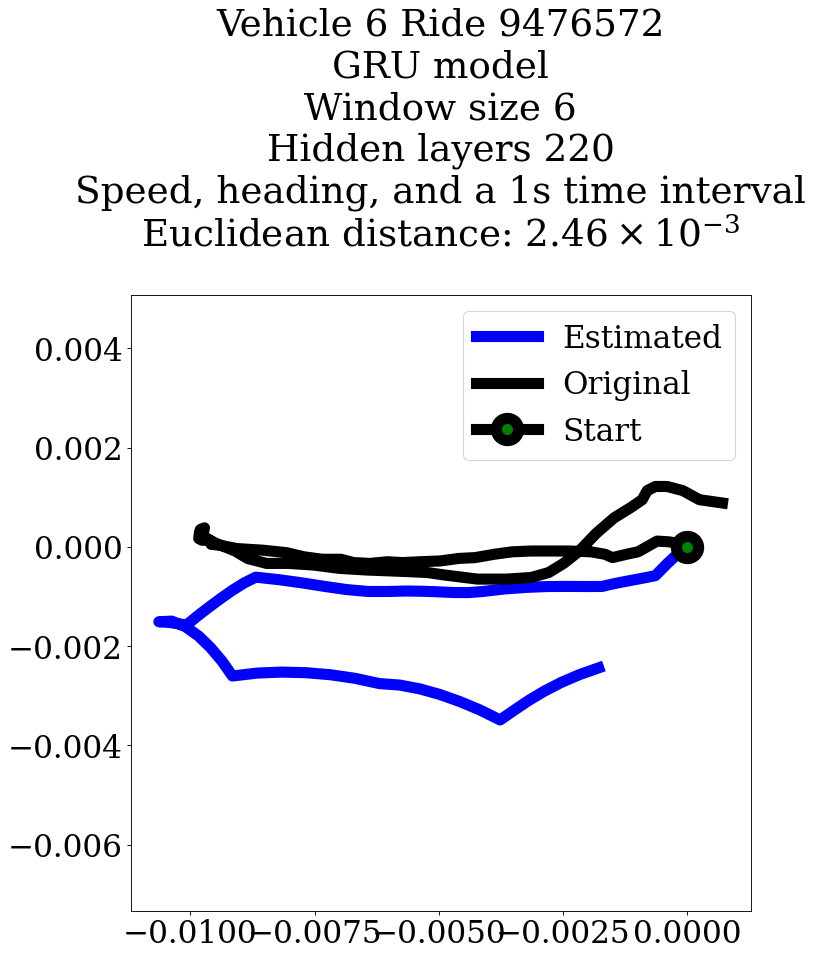 Vehicle 6 Ride 9476572
GRU model
Window size 6
Hidden layers 220
Speed, heading, and a 1s time interval
Euclidean distance: 2.46 × 10⁻³
Estimated
Original
Start
0.004
0.002
0.000
−0.002
−0.004
−0.006
−0.0100 −0.0075 −0.0050 −0.0025 0.0000